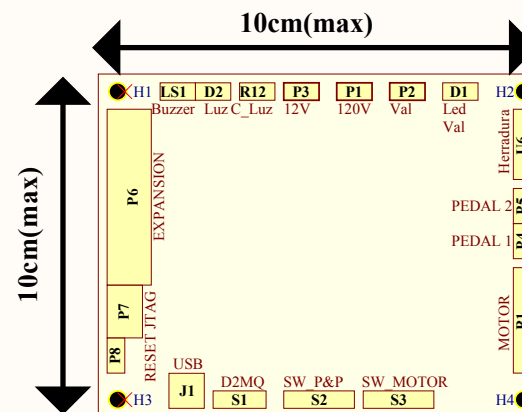 10cm(max)
10cm(max)
H1
LS1
D2
R12
P3
P1
P2
D1
H2
Buzzer
Luz
C_Luz
12V
120V
Val
Led
Val
Herradura
P6
EXPANSION
PEDAL 2
P5
PEDAL 1
P4
P7
RESET JTAG
P8
MOTOR
USB
J1
D2MQ
S1
SW_P&P
S2
SW_MOTOR
S3
H3
H4